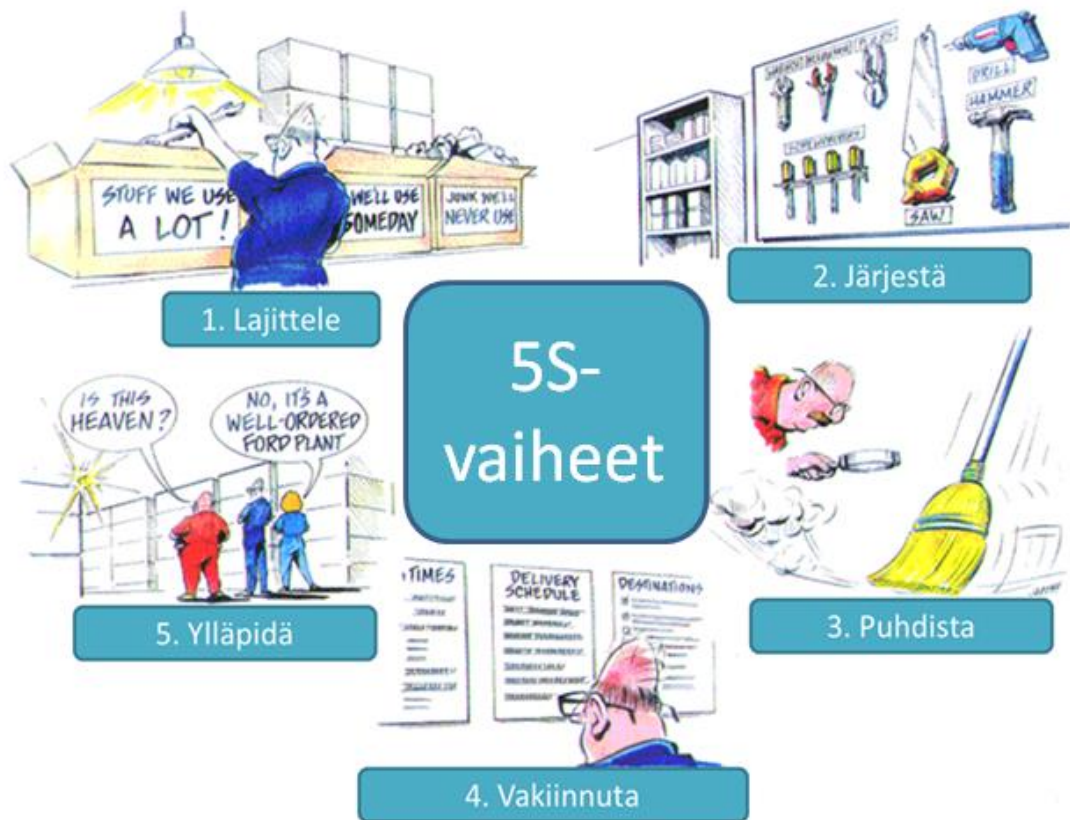 STUFF WE USE
A LOT!
WE'LL USE
SOMEDAY
JUNK WE'LL
NEVER USE
1. Lajittele
DRILL
HAMMER
SAW
2. Järjestä
5S-
vaiheet
IS THIS
HEAVEN?
NO, IT'S A
WELL-ORDERED
FORD PLANT
5. Ylläpidä
3. Puhdista
TIMES
DELIVERY
SCHEDULE
DESTINATIONS
4. Vakiinnuta